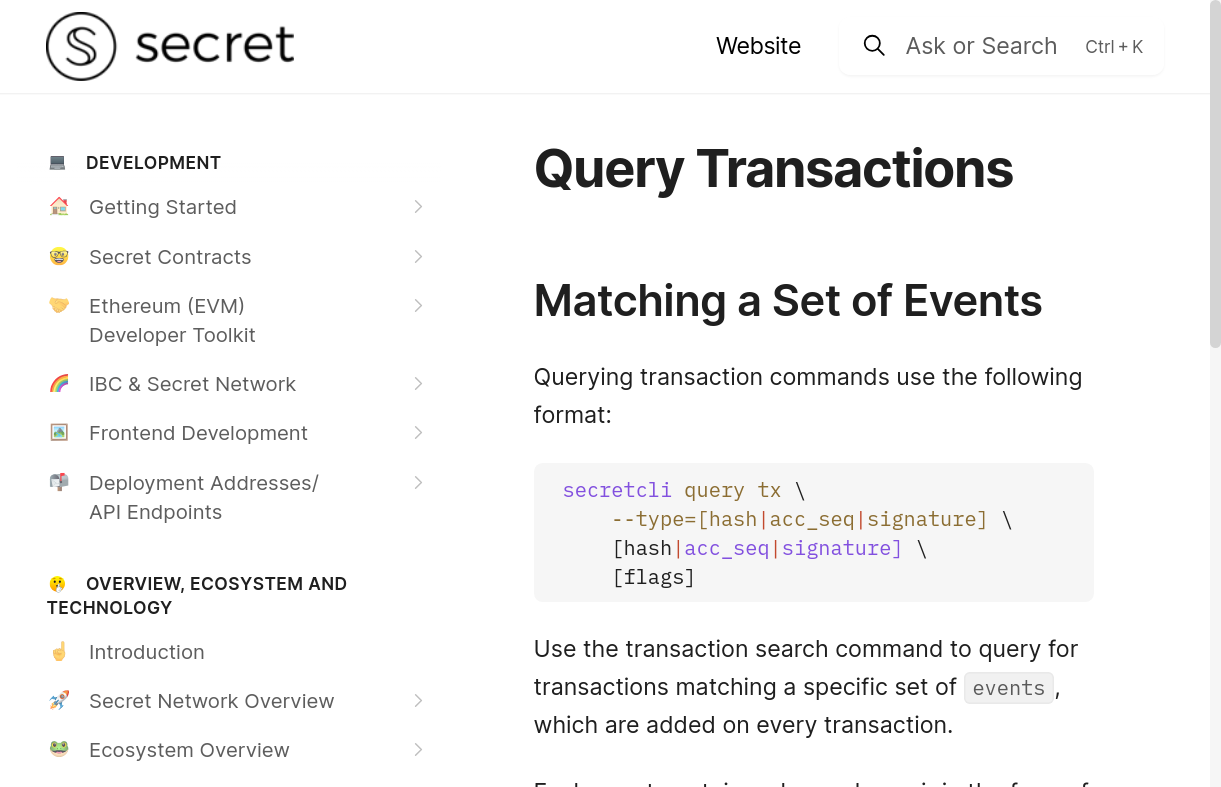 secret
Website
Ask or Search
Ctrl + K
DEVELOPMENT
Getting Started
Secret Contracts
Ethereum (EVM)
Developer Toolkit
IBC & Secret Network
Frontend Development
Deployment Addresses/
API Endpoints
OVERVIEW, ECOSYSTEM AND
TECHNOLOGY
Introduction
Secret Network Overview
Ecosystem Overview
Query Transactions
Matching a Set of Events
Querying transaction commands use the following
format:
secretcli query tx \
    --type=[hash|acc_seq|signature] \
    [hash|acc_seq|signature] \
    [flags]
Use the transaction search command to query for
transactions matching a specific set of events,
which are added on every transaction.